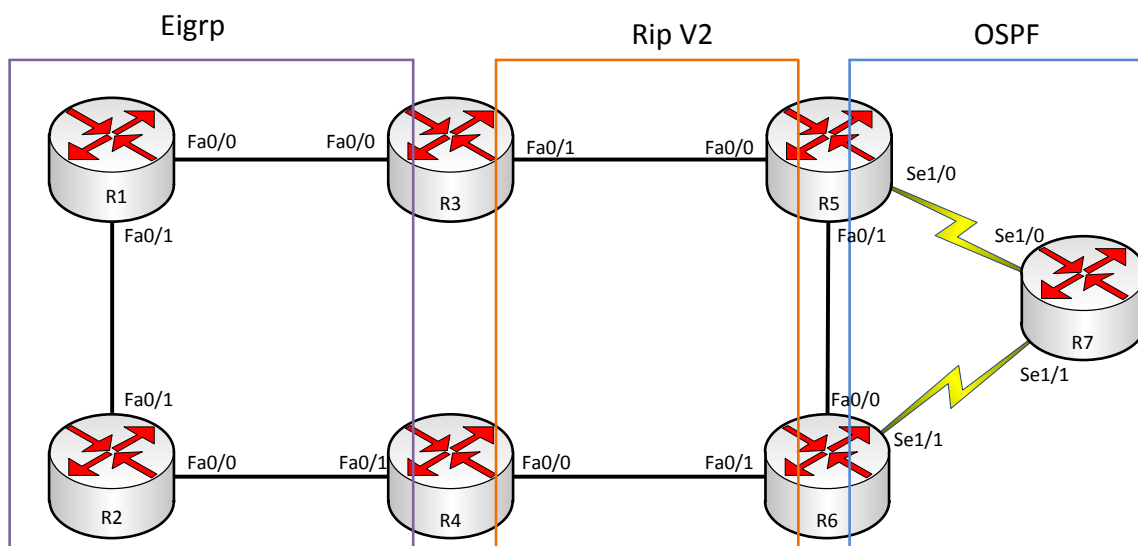 Eigrp
Rip V2
OSPF
Fa0/0
Fa0/0
Fa0/1
Fa0/0
R1
R3
R5
Se1/0
Fa0/1
Fa0/1
Se1/0
R7
Se1/1
Fa0/1
Fa0/0
Se1/1
Fa0/0
Fa0/1
Fa0/0
Fa0/1
R2
R4
R6